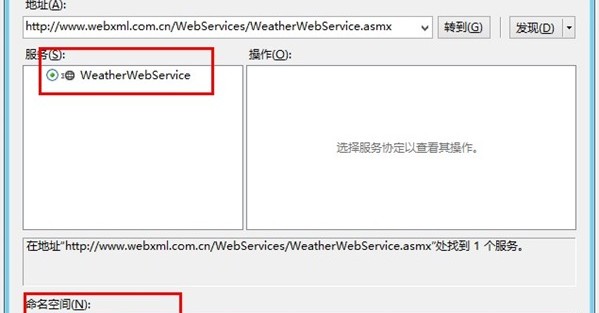 地址(A):
http://www.webxml.com.cn/WebServices/WeatherWebService.asmx 转到(G) 发现(D)
服务(S): 操作(O):
WeatherWebService
选择服务协定以查看其操作。
在地址"http://www.webxml.com.cn/WebServices/WeatherWebService.asmx"处找到 1 个服务。
命名空间(N):